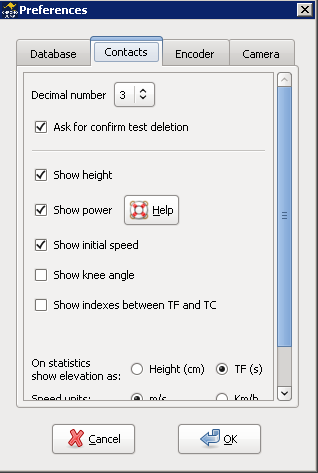 Preferences
Database Contacts Encoder Camera
Decimal number 3
Ask for confirm test deletion
Show height
Show power Help
Show initial speed
Show knee angle
Show indexes between TF and TC
On statistics
show elevation as: Height (cm) TF (s)
Speed units: m/s Km/h
Cancel OK